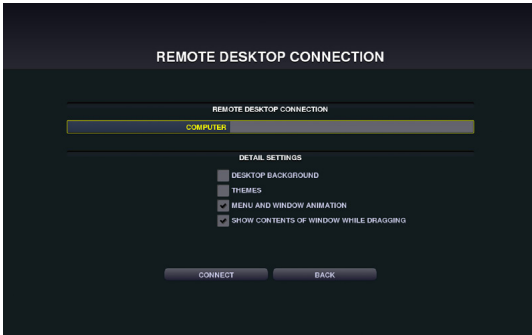 REMOTE DESKTOP CONNECTION
REMOTE DESKTOP CONNECTION
COMPUTER
DETAIL SETTINGS
DESKTOP BACKGROUND
THEMES
MENU AND WINDOW ANIMATION
SHOW CONTENTS OF WINDOW WHILE DRAGGING
CONNECT BACK